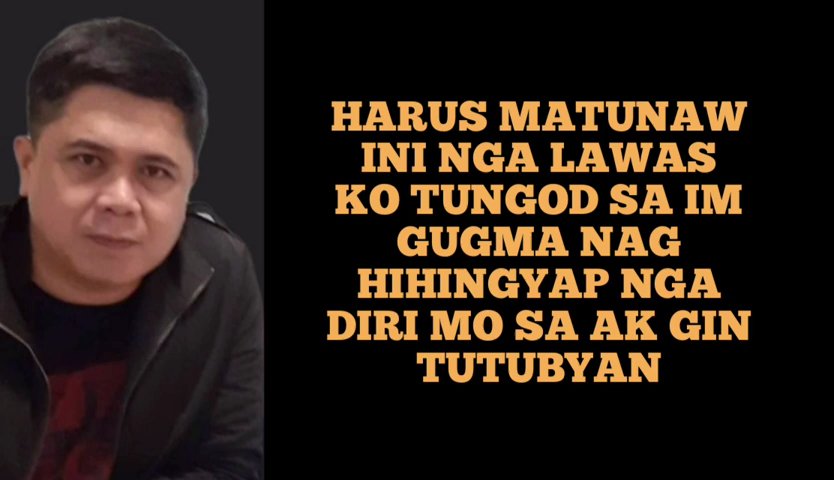 HARUS MATUNAW
INI NGA LAWAS
KO TUNGOD SA IM
GUGMA NAG
HIHINGYAP NGA
DIRI MO SA AK GIN
TUTUBYAN